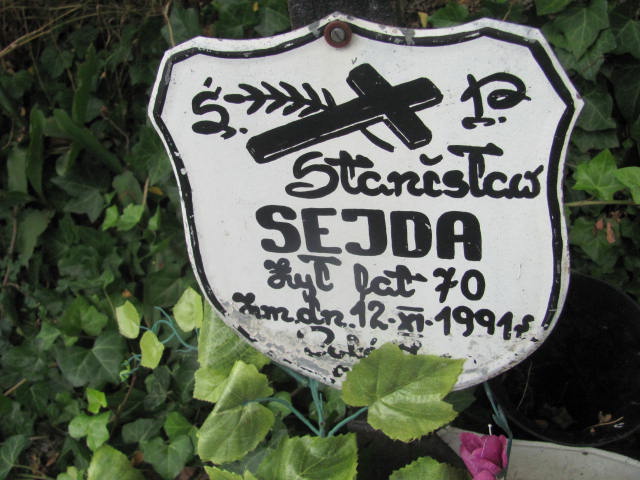 Ś. P.
Stanisław
SEJDA
żył lat 70
zm. dn. 12.XI.1991 r.